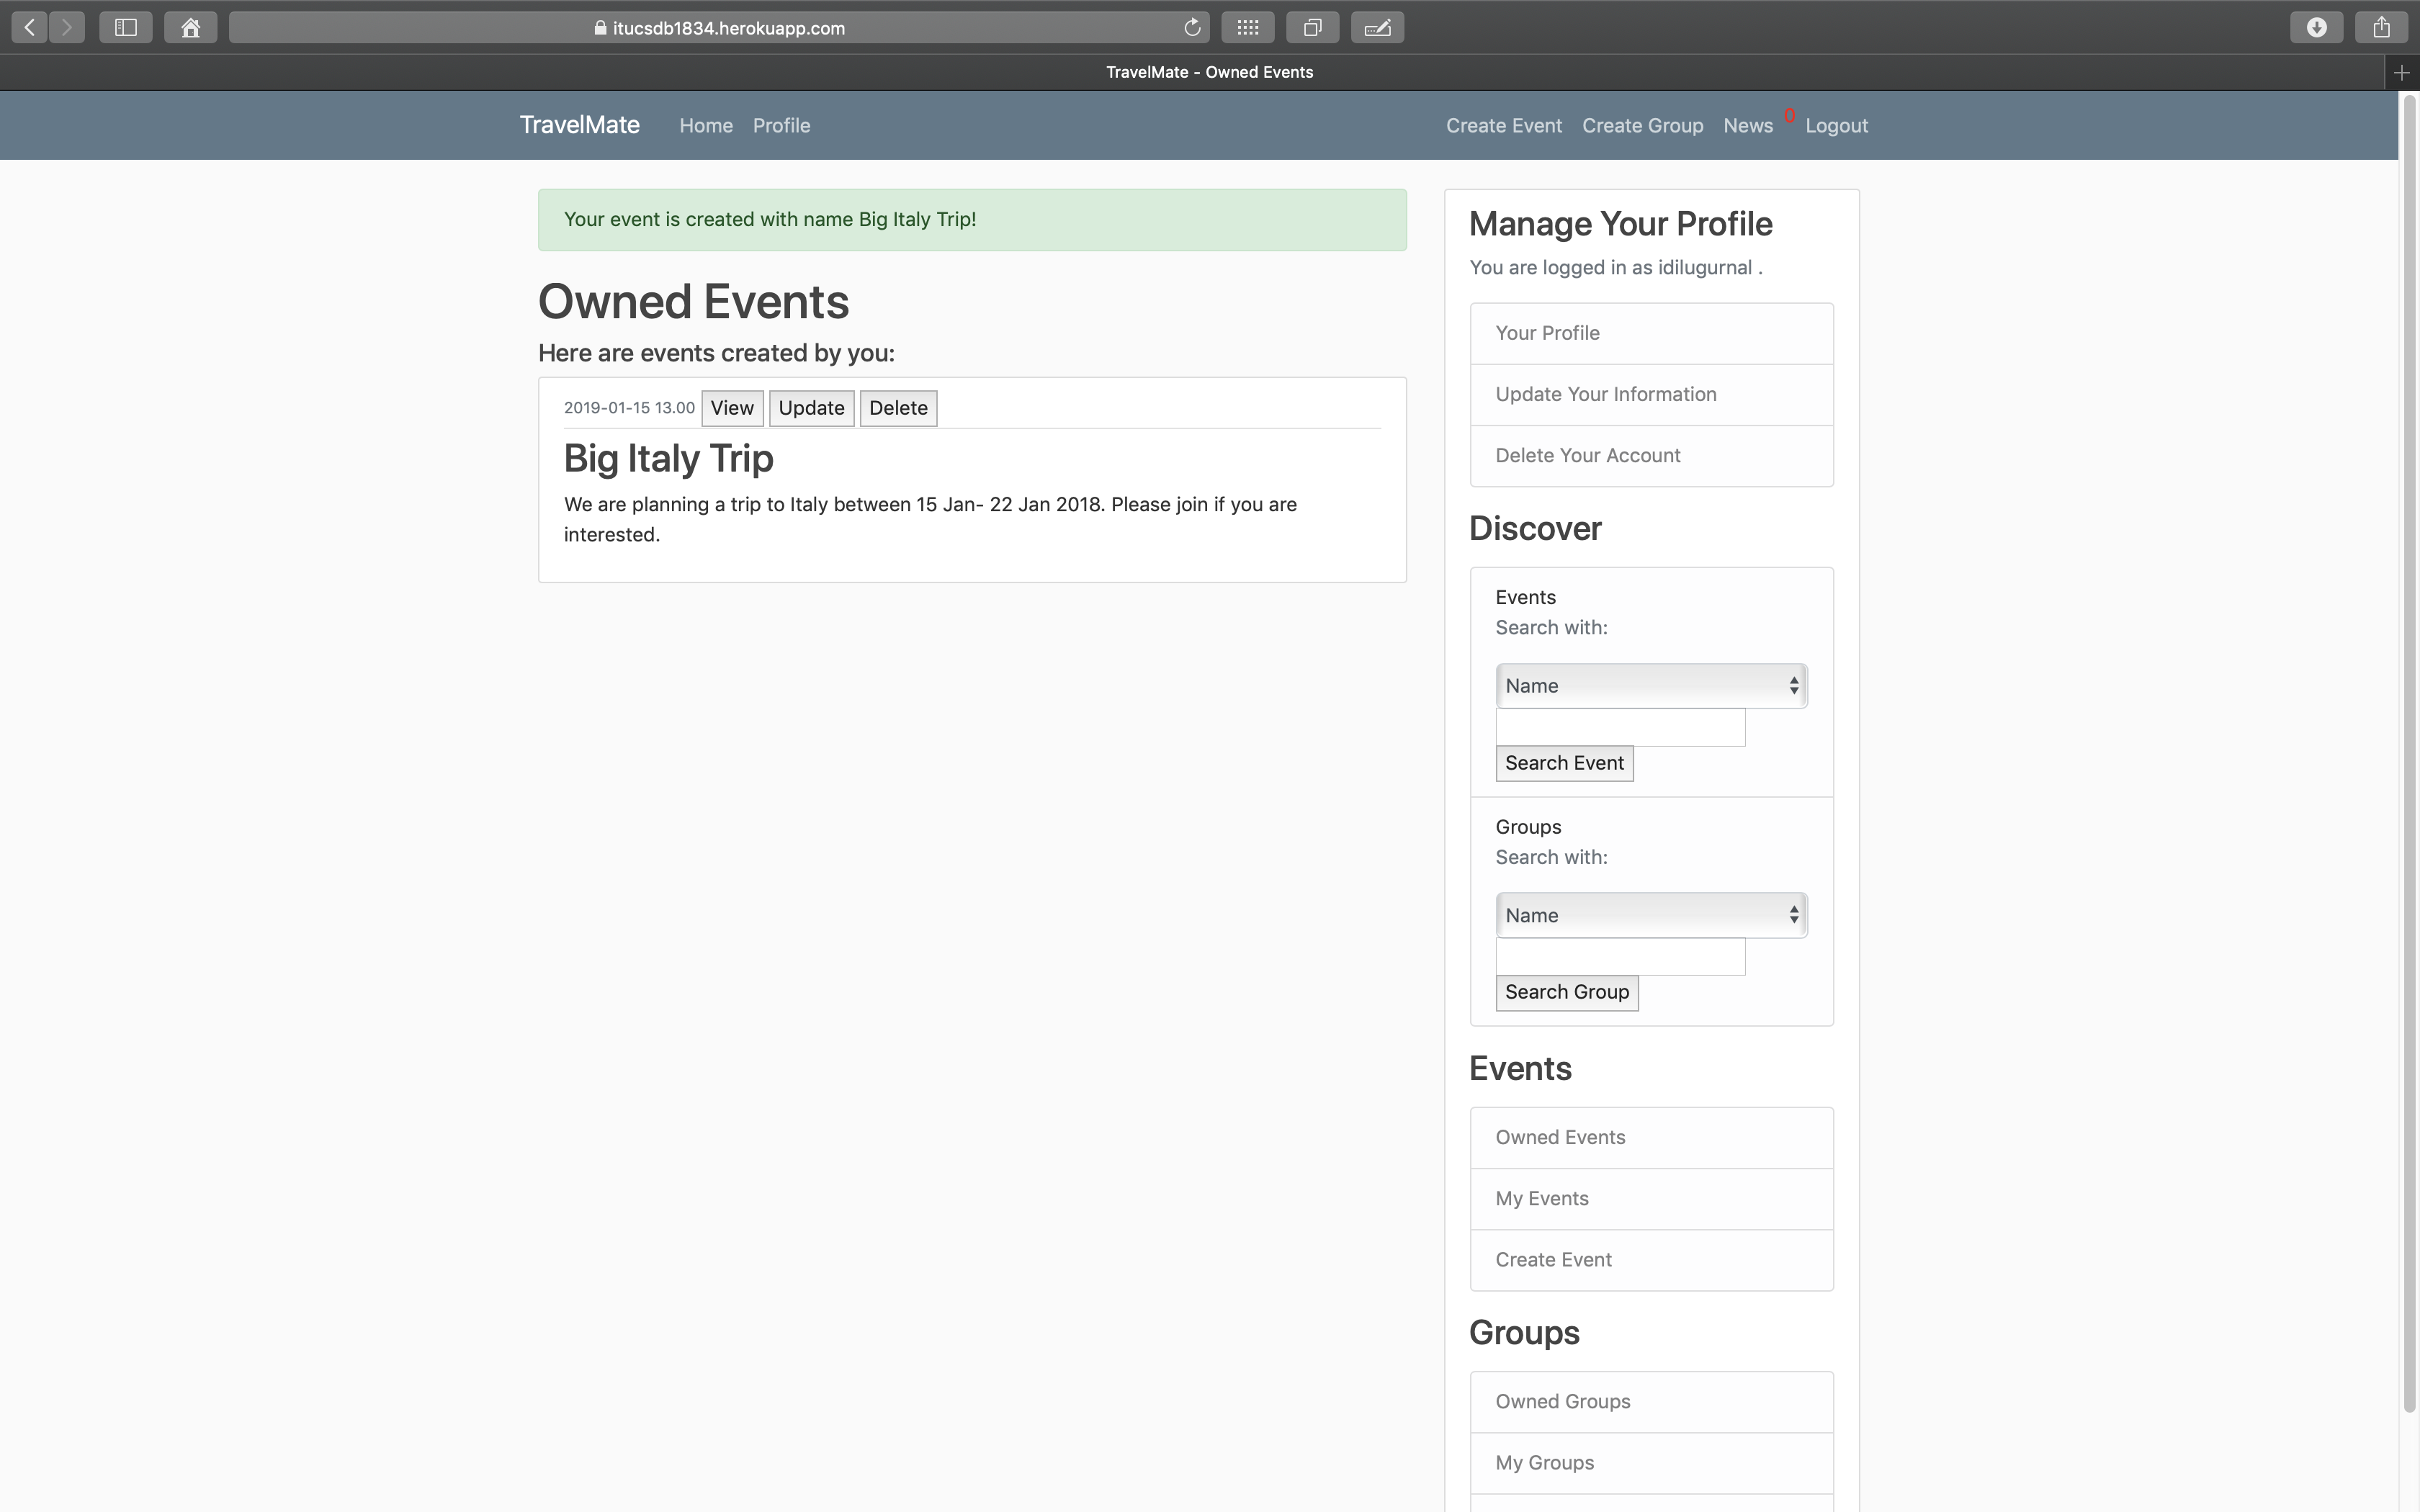 itucsdb1834.herokuapp.com
TravelMate - Owned Events
TravelMate Home Profile Create Event Create Group News 0 Logout
Your event is created with name Big Italy Trip!
Owned Events
Here are events created by you:
2019-01-15 13.00 View Update Delete
Big Italy Trip
We are planning a trip to Italy between 15 Jan- 22 Jan 2018. Please join if you are
interested.
Manage Your Profile
You are logged in as idilugurnal .
Your Profile
Update Your Information
Delete Your Account
Discover
Events
Search with:
Name
Search Event
Groups
Search with:
Name
Search Group
Events
Owned Events
My Events
Create Event
Groups
Owned Groups
My Groups